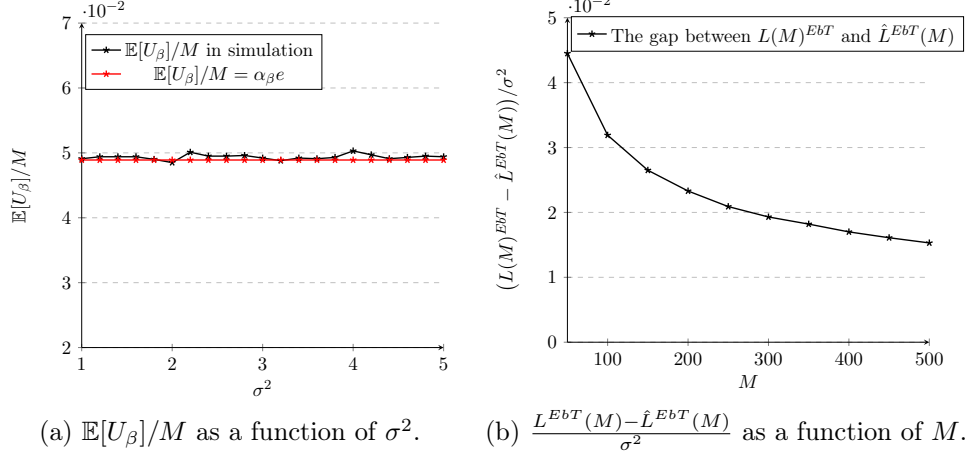 ·10⁻²
7
6
5
4
3
2
1
2
3
4
5
σ²
𝔼[U_β]/M
𝔼[U_β]/M in simulation
𝔼[U_β]/M = α_β e
(a) 𝔼[U_β]/M as a function of σ².
·10⁻²
5
4
3
2
1
0
100
200
300
400
500
M
(L(M)^{EbT} − L̂^{EbT}(M))/σ²
The gap between L(M)^{EbT} and L̂^{EbT}(M)
(b) \frac{L^{EbT}(M)−L̂^{EbT}(M)}{σ²} as a function of M.